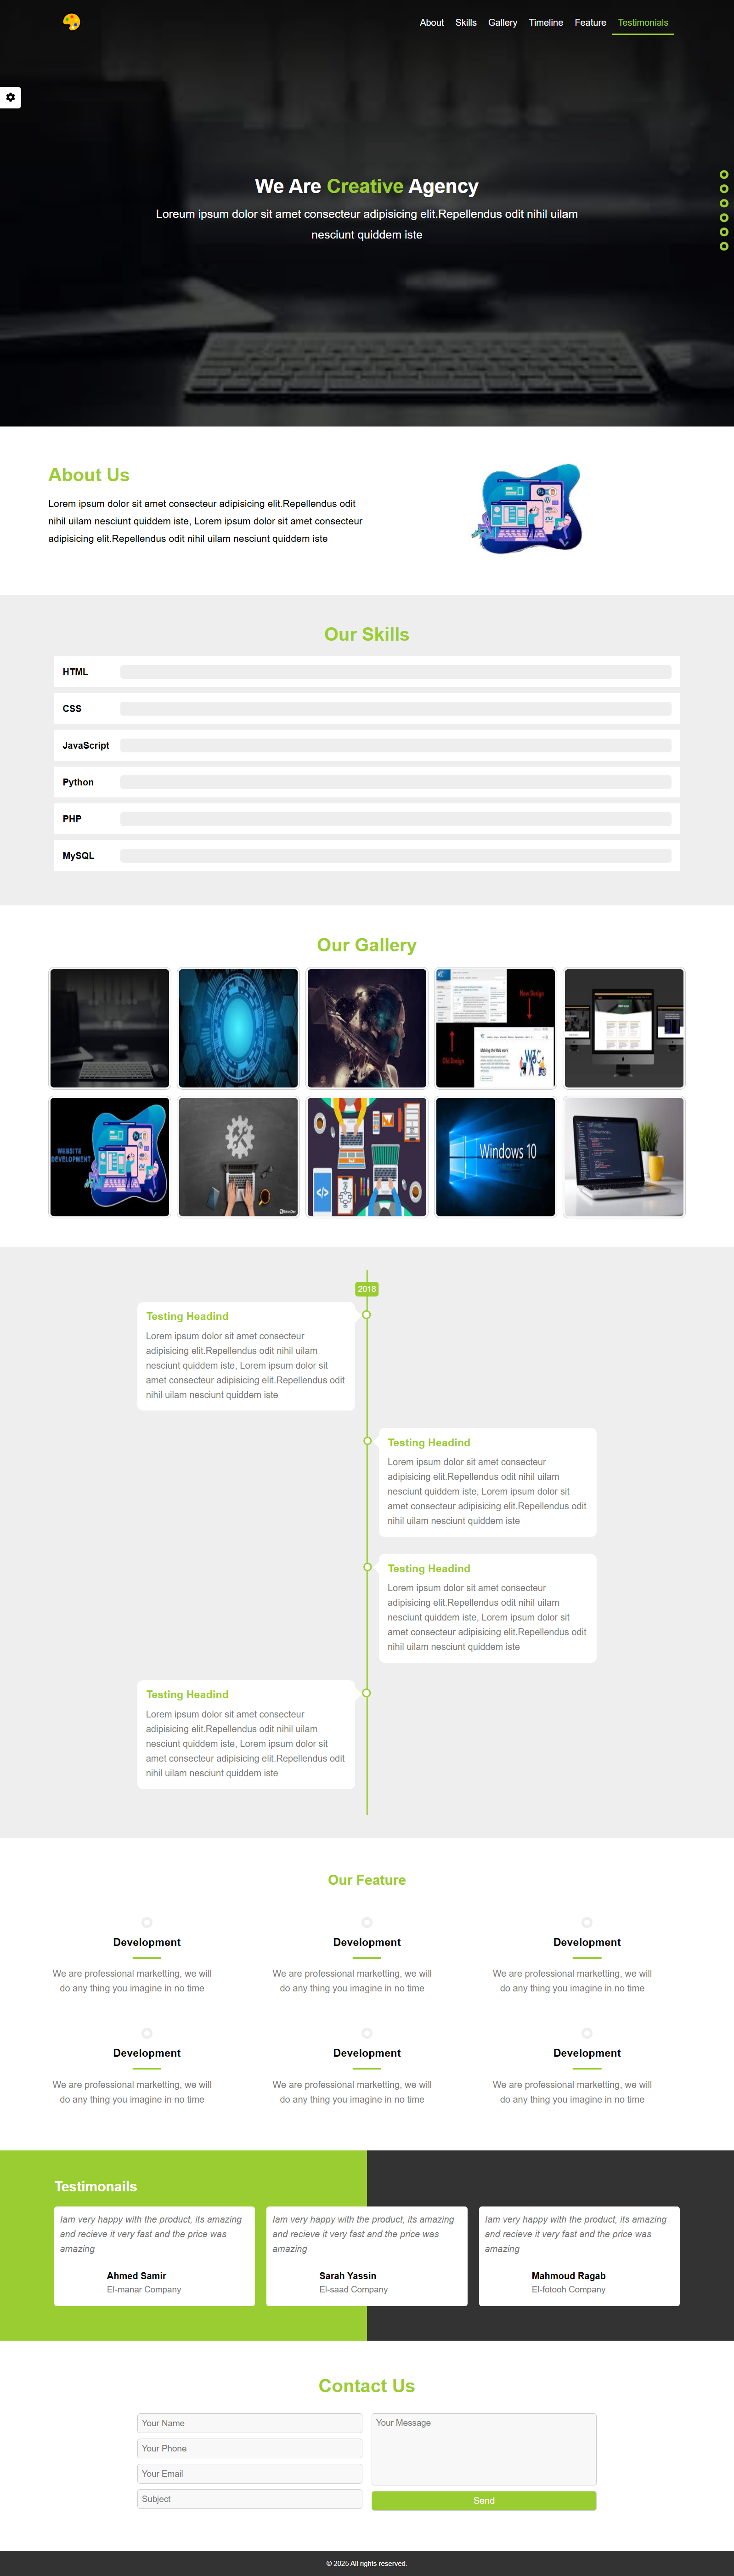 About Skills Gallery Timeline Feature Testimonials
We Are Creative Agency
Loreum ipsum dolor sit amet consecteur adipisicing elit.Repellendus odit nihil uilam
nesciunt quiddem iste
About Us
Lorem ipsum dolor sit amet consecteur adipisicing elit.Repellendus odit
nihil uilam nesciunt quiddem iste, Lorem ipsum dolor sit amet consecteur
adipisicing elit.Repellendus odit nihil uilam nesciunt quiddem iste
Our Skills
HTML
CSS
JavaScript
Python
PHP
MySQL
Our Gallery
New Design
Old Design
Making the Web work
WEBSITE
DEVELOPMENT
Windows 10
2018
Testing Headind
Lorem ipsum dolor sit amet consecteur
adipisicing elit.Repellendus odit nihil uilam
nesciunt quiddem iste, Lorem ipsum dolor sit
amet consecteur adipisicing elit.Repellendus odit
nihil uilam nesciunt quiddem iste
Testing Headind
Lorem ipsum dolor sit amet consecteur
adipisicing elit.Repellendus odit nihil uilam
nesciunt quiddem iste, Lorem ipsum dolor sit
amet consecteur adipisicing elit.Repellendus odit
nihil uilam nesciunt quiddem iste
Testing Headind
Lorem ipsum dolor sit amet consecteur
adipisicing elit.Repellendus odit nihil uilam
nesciunt quiddem iste, Lorem ipsum dolor sit
amet consecteur adipisicing elit.Repellendus odit
nihil uilam nesciunt quiddem iste
Testing Headind
Lorem ipsum dolor sit amet consecteur
adipisicing elit.Repellendus odit nihil uilam
nesciunt quiddem iste, Lorem ipsum dolor sit
amet consecteur adipisicing elit.Repellendus odit
nihil uilam nesciunt quiddem iste
Our Feature
Development
We are professional marketting, we will
do any thing you imagine in no time
Development
We are professional marketting, we will
do any thing you imagine in no time
Development
We are professional marketting, we will
do any thing you imagine in no time
Development
We are professional marketting, we will
do any thing you imagine in no time
Development
We are professional marketting, we will
do any thing you imagine in no time
Development
We are professional marketting, we will
do any thing you imagine in no time
Testimonails
Iam very happy with the product, its amazing
and recieve it very fast and the price was
amazing
Ahmed Samir
El-manar Company
Iam very happy with the product, its amazing
and recieve it very fast and the price was
amazing
Sarah Yassin
El-saad Company
Iam very happy with the product, its amazing
and recieve it very fast and the price was
amazing
Mahmoud Ragab
El-fotooh Company
Contact Us
Your Name
Your Phone
Your Email
Subject
Your Message
Send
© 2025 All rights reserved.